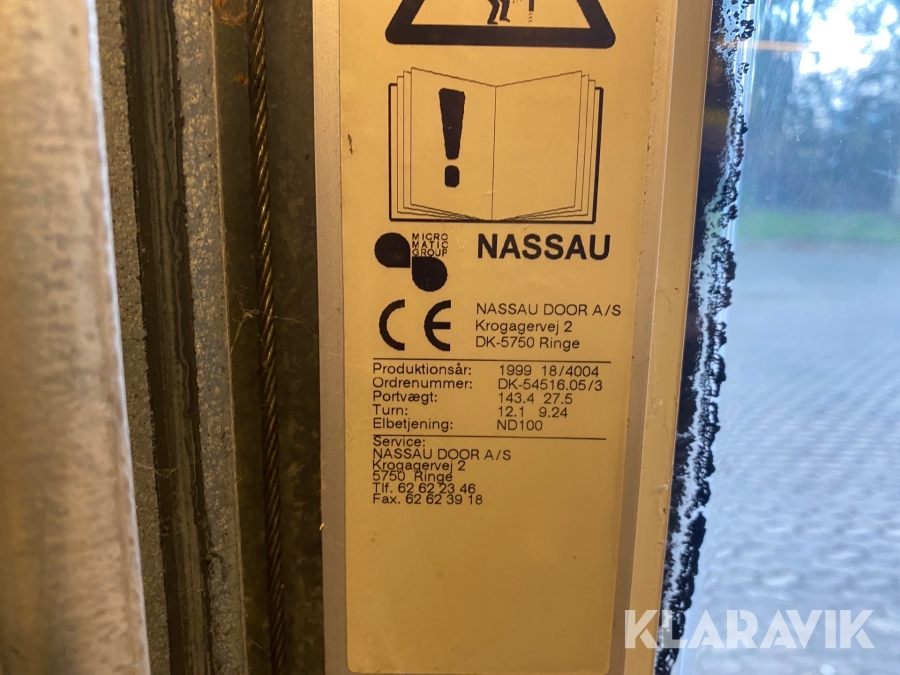 MICRO
MATIC
GROUP
NASSAU
CE
NASSAU DOOR A/S
Krogagervej 2
DK-5750 Ringe
Produktionsår: 1999 18/4004
Ordrenummer: DK-54516.05/3
Portvægt: 143.4 27.5
Turn: 12.1 9.24
Elbetjening: ND100
Service:
NASSAU DOOR A/S
Krogagervej 2
5750 Ringe
Tlf. 62 62 23 46
Fax. 62 62 39 18
KLARAVIK